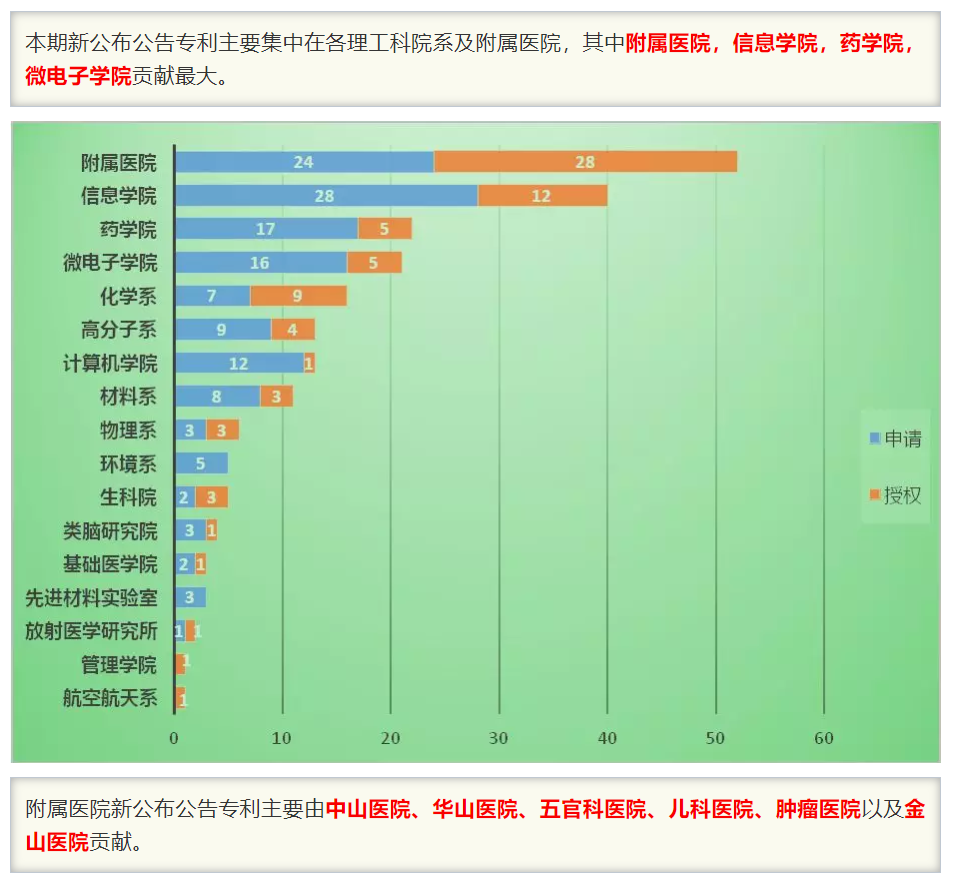 本期新公布公告专利主要集中在各理工科院系及附属医院，其中附属医院，信息学院，药学院，
微电子学院贡献最大。
附属医院 24 28
信息学院 28 12
药学院 17 5
微电子学院 16 5
化学系 7 9
高分子系 9 4
计算机学院 12 1
材料系 8 3
物理系 3 3
环境系 5
生科院 2 3
类脑研究院 3 1
基础医学院 2 1
先进材料实验室 3
放射医学研究所 1 1
管理学院 1
航空航天系 1
0 10 20 30 40 50 60
申请
授权
附属医院新公布公告专利主要由中山医院、华山医院、五官科医院、儿科医院、肿瘤医院以及金
山医院贡献。